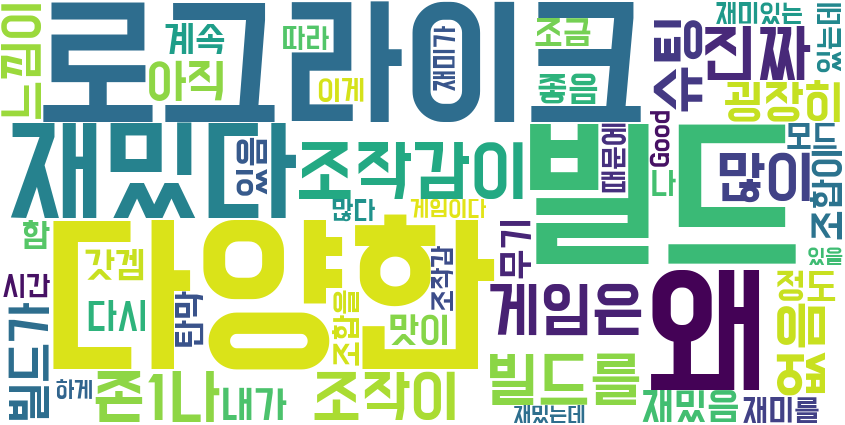 로그라이크
느낌이
계속
따라
재미가
조금
재미있는
있는데
아직
이게
좋음
슈팅
진짜
굉장히
재밌다
있음
조작감이
빌드
때문에
Good
모드
나
많이
조합에
많다
게임이다
함
다양한
갓겜
조작감
무기
있을
시간
다시
탄막
조합을
맛이
게임은
왜
정도
없음
빌드가
하게
존1나
내가
조작이
빌드를
재밌는데
재밌음
재미를